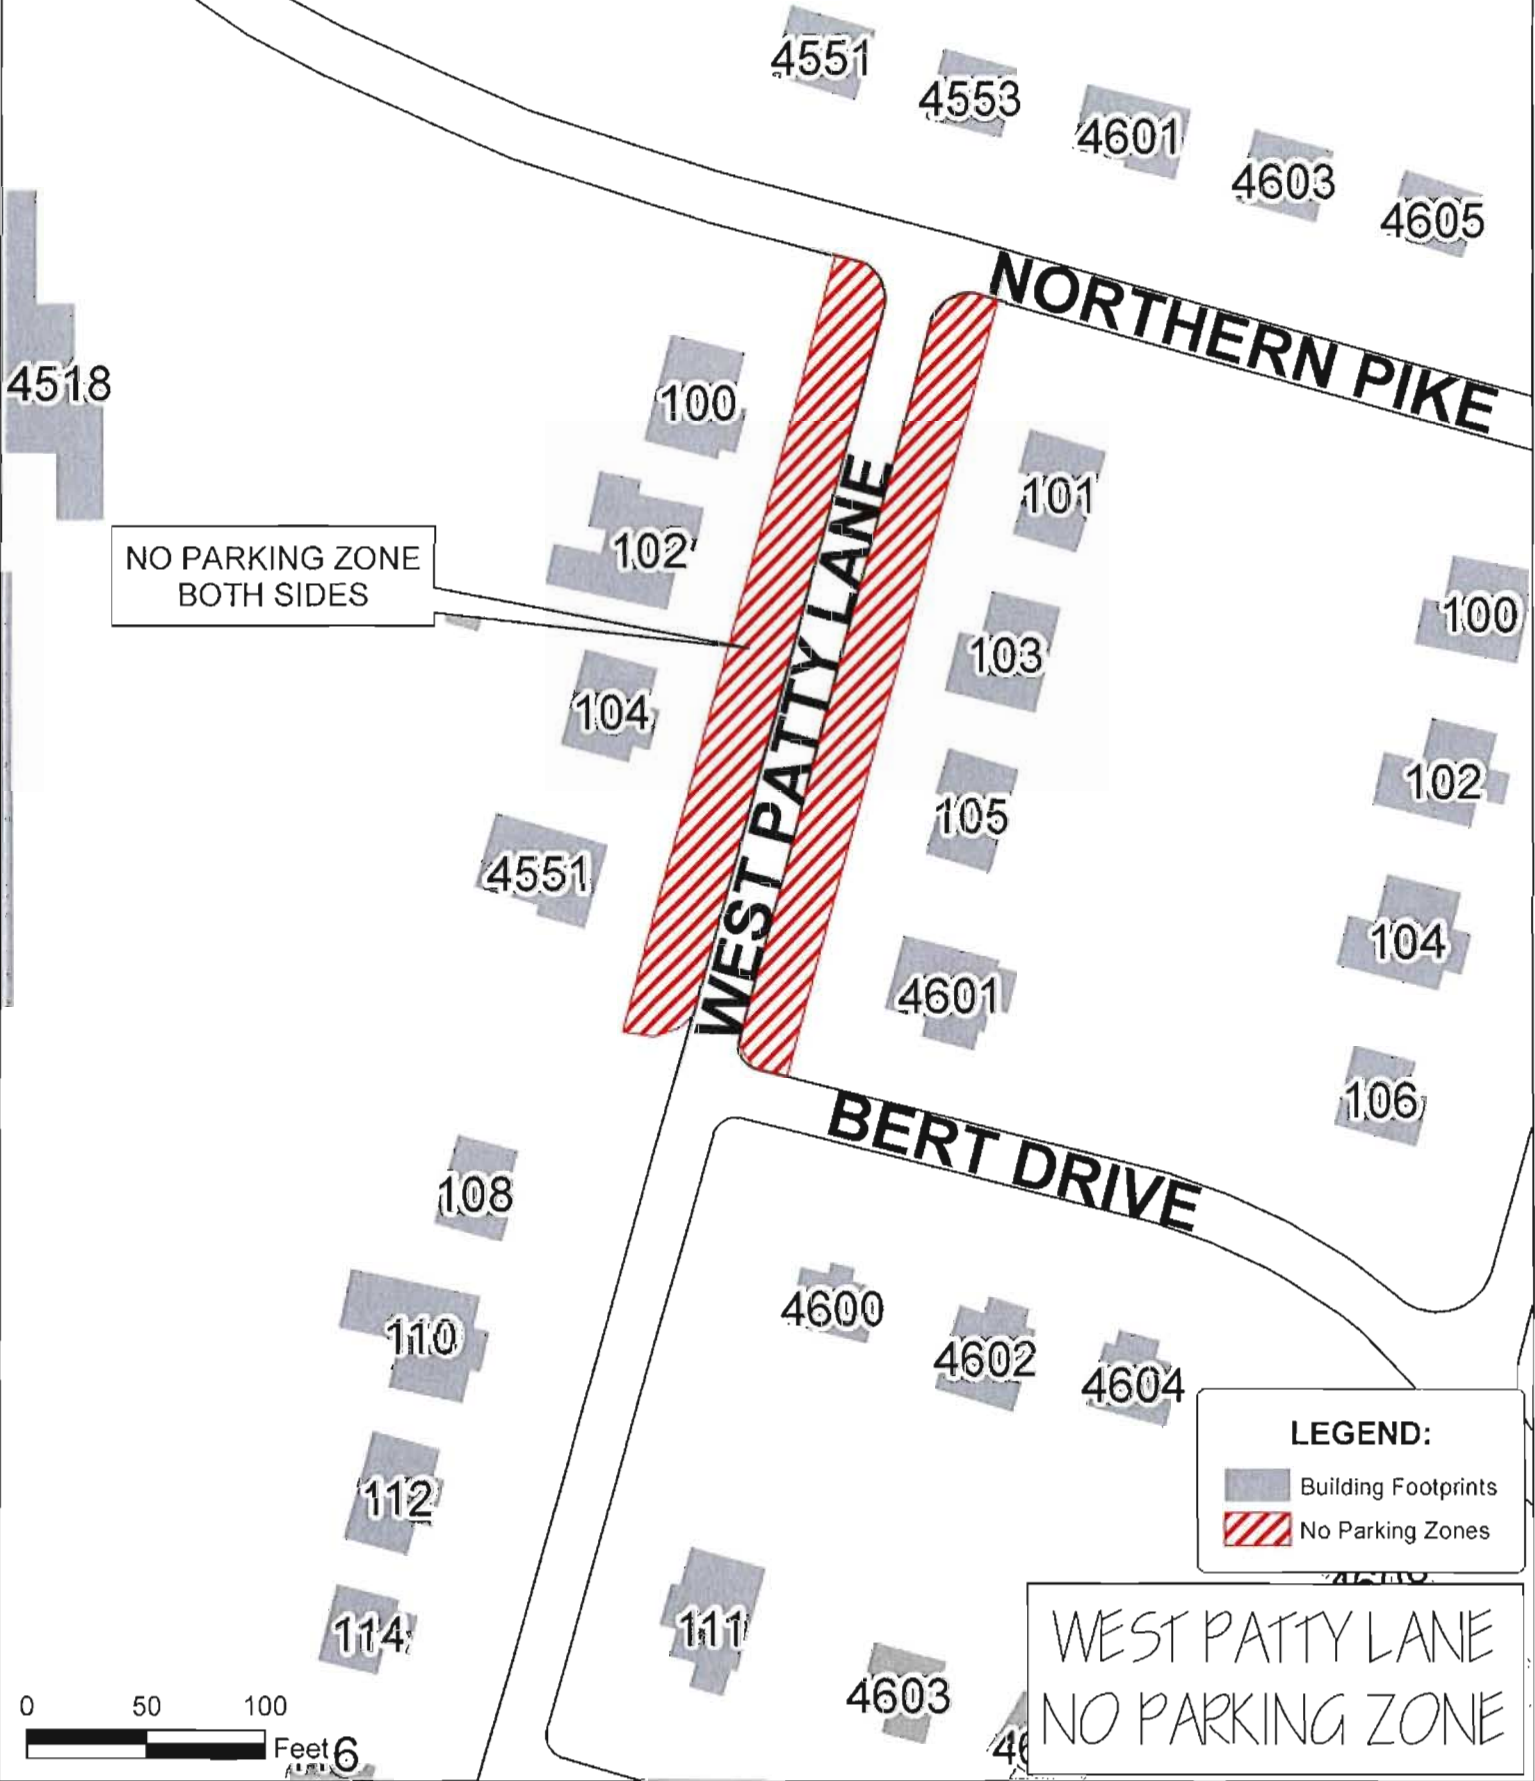 4551
4553
4601
4603
4605
NORTHERN PIKE
4518
100
101
102
NO PARKING ZONE
BOTH SIDES
WEST PATTY LANE
103
100
104
102
105
4551
104
4601
106
BERT DRIVE
108
4600
110
4602
4604
LEGEND:
Building Footprints
No Parking Zones
112
111
114
4603
WEST PATTY LANE
NO PARKING ZONE
0 50 100
Feet